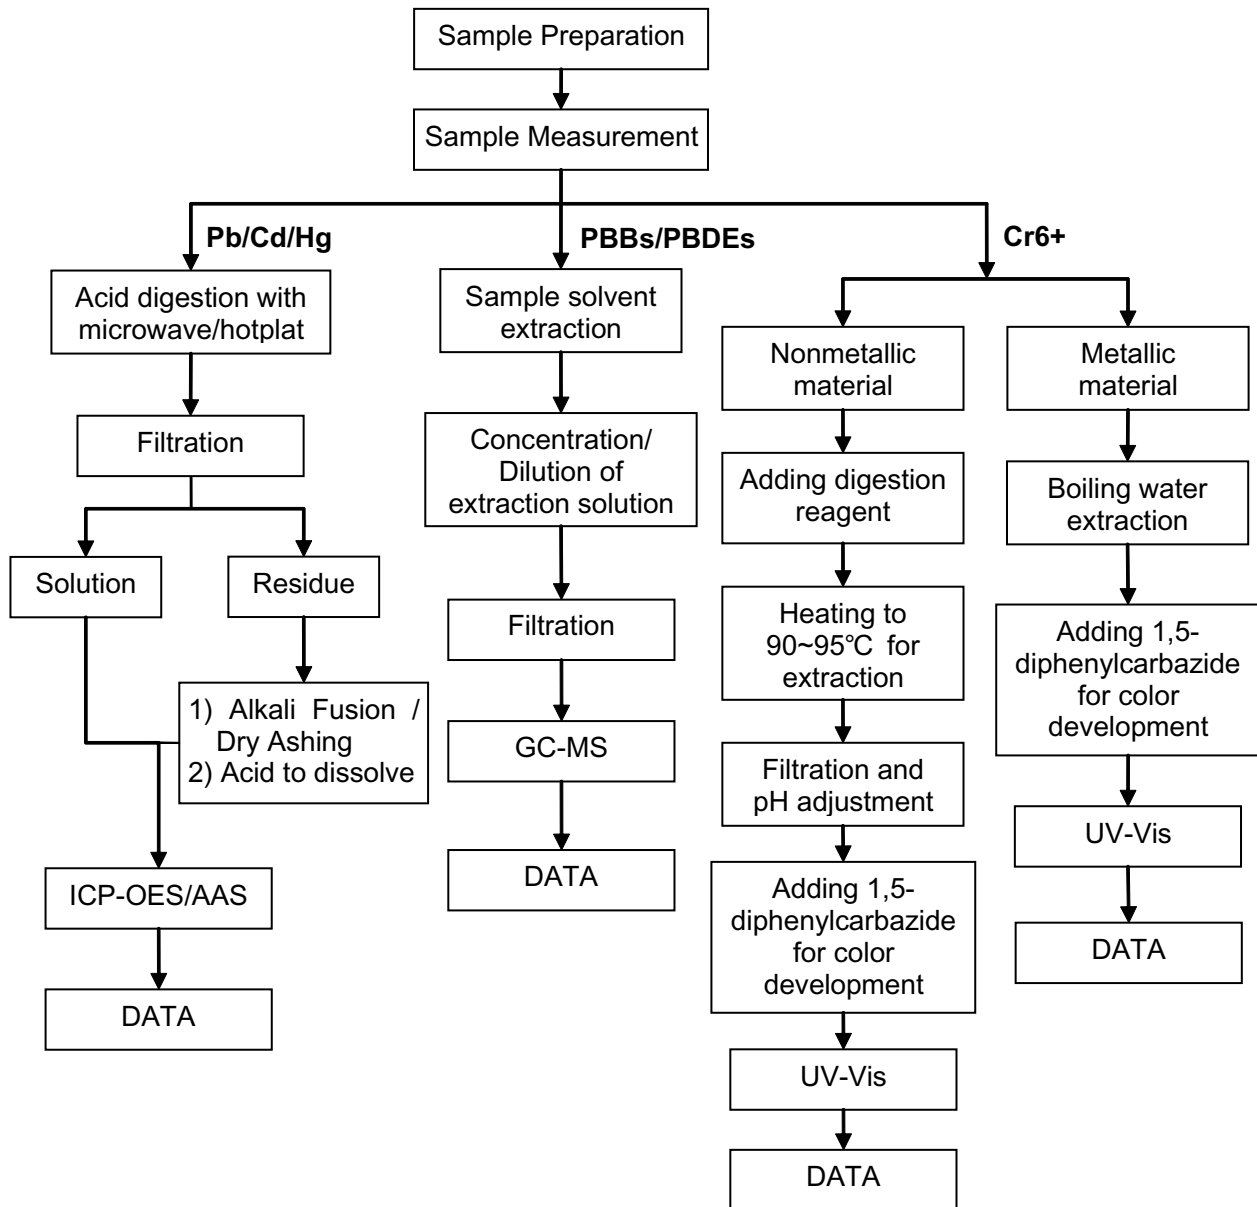 Sample Preparation
Sample Measurement
Pb/Cd/Hg
PBBs/PBDEs
Cr6+
Acid digestion with
microwave/hotplat
Filtration
Solution
Residue
1) Alkali Fusion /
Dry Ashing
2) Acid to dissolve
ICP-OES/AAS
DATA
Sample solvent
extraction
Concentration/
Dilution of
extraction solution
Filtration
GC-MS
DATA
Nonmetallic
material
Adding digestion
reagent
Heating to
90~95℃ for
extraction
Filtration and
pH adjustment
Adding 1,5-
diphenylcarbazide
for color
development
UV-Vis
DATA
Metallic
material
Boiling water
extraction
Adding 1,5-
diphenylcarbazide
for color
development
UV-Vis
DATA